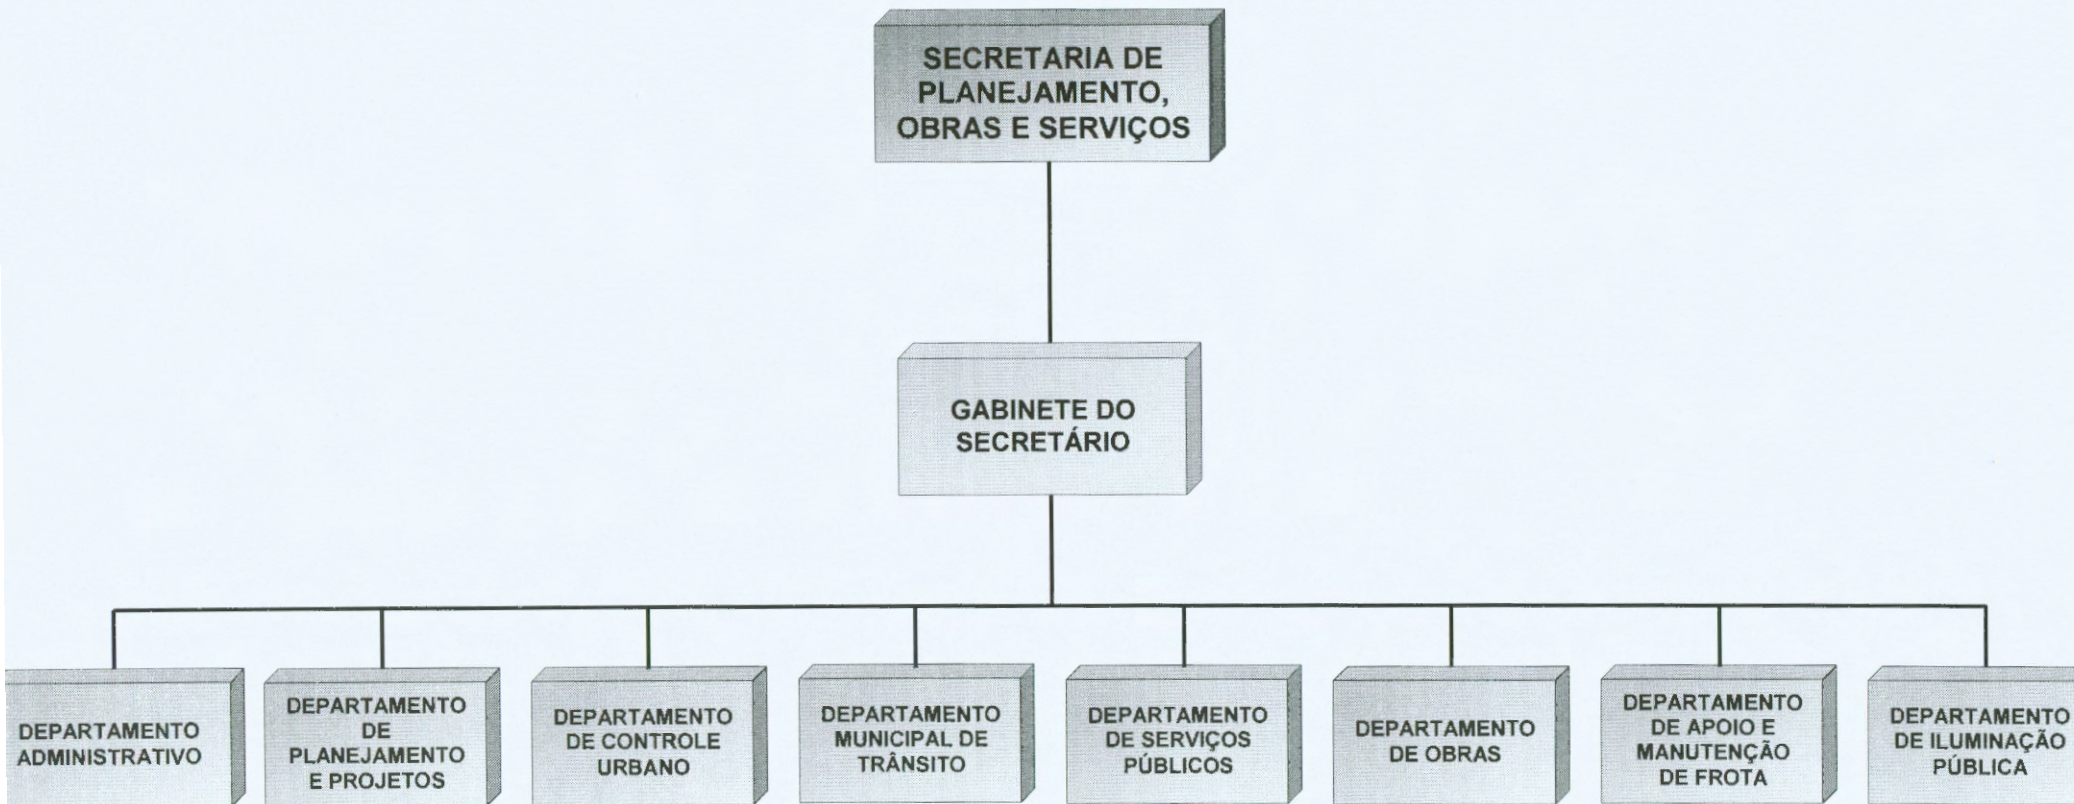 SECRETARIA DE
PLANEJAMENTO,
OBRAS E SERVIÇOS
GABINETE DO
SECRETÁRIO
DEPARTAMENTO
ADMINISTRATIVO
DEPARTAMENTO
DE
PLANEJAMENTO
E PROJETOS
DEPARTAMENTO
DE CONTROLE
URBANO
DEPARTAMENTO
MUNICIPAL DE
TRÂNSITO
DEPARTAMENTO
DE SERVIÇOS
PÚBLICOS
DEPARTAMENTO
DE OBRAS
DEPARTAMENTO
DE APOIO E
MANUTENÇÃO
DE FROTA
DEPARTAMENTO
DE ILUMINAÇÃO
PÚBLICA